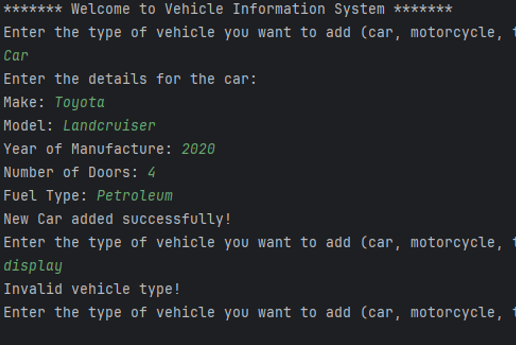 ******* Welcome to Vehicle Information System *******
Enter the type of vehicle you want to add (car, motorcycle,
Car
Enter the details for the car:
Make: Toyota
Model: Landcruiser
Year of Manufacture: 2020
Number of Doors: 4
Fuel Type: Petroleum
New Car added successfully!
Enter the type of vehicle you want to add (car, motorcycle,
display
Invalid vehicle type!
Enter the type of vehicle you want to add (car, motorcycle,